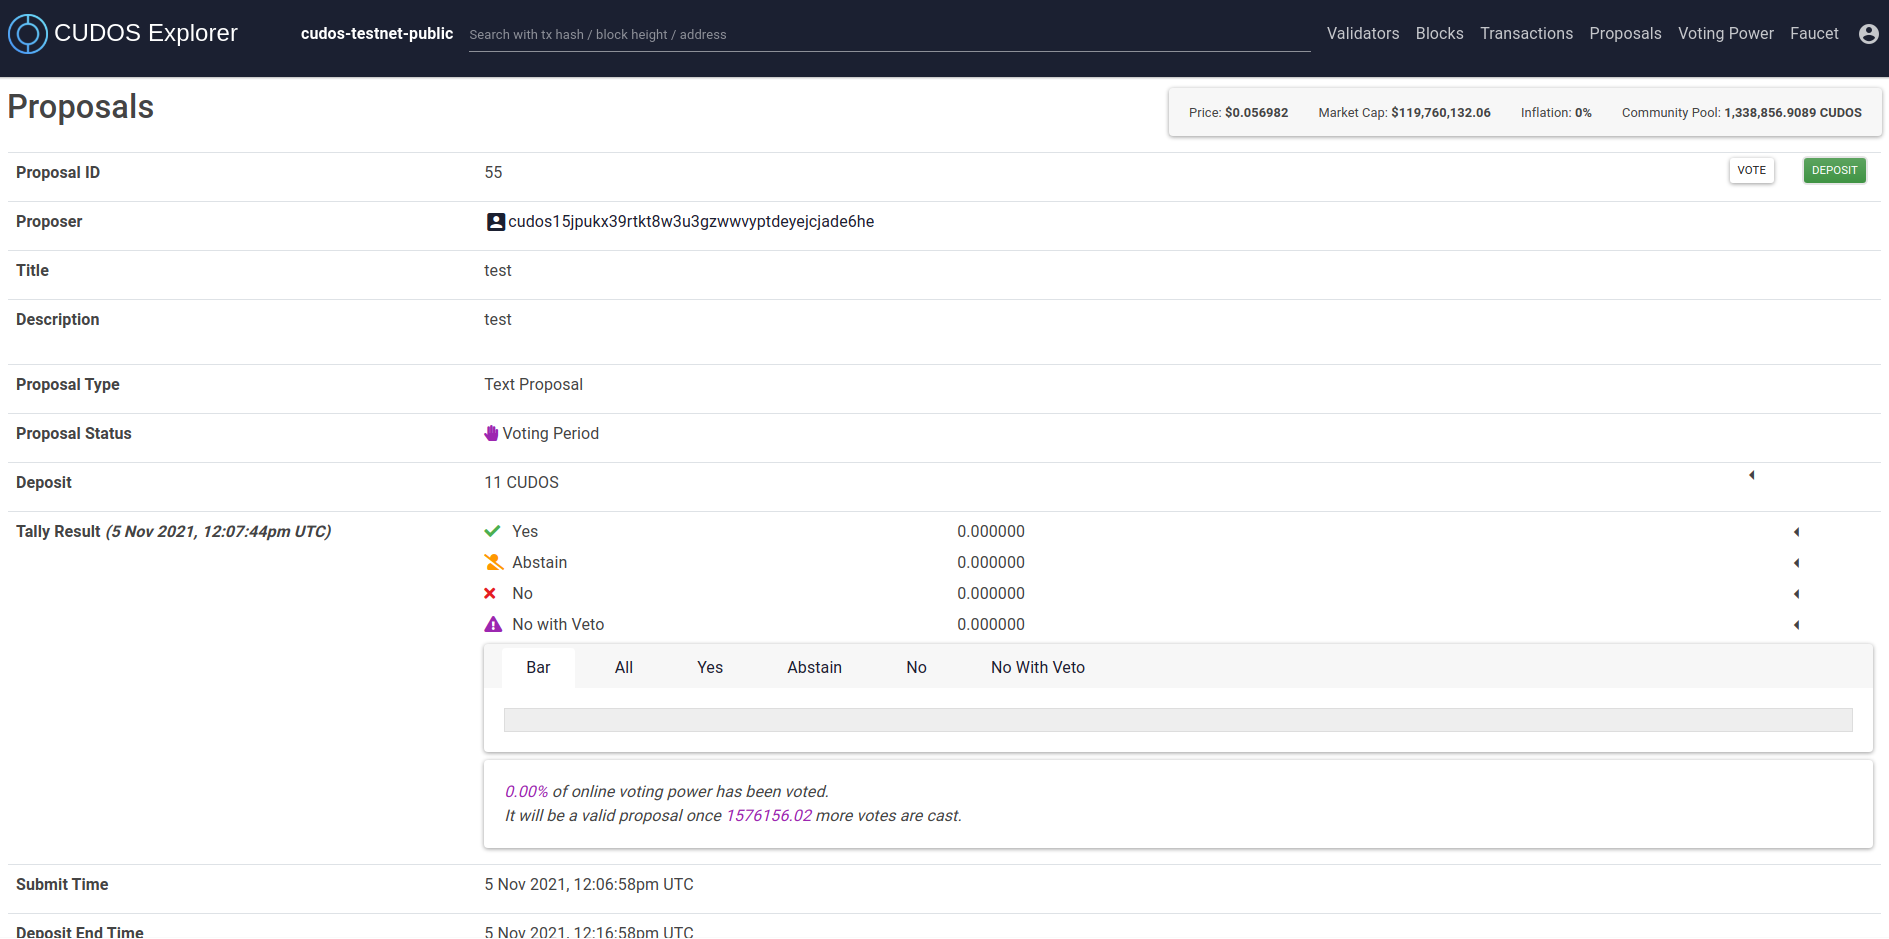 CUDOS Explorer
cudos-testnet-public
Search with tx hash / block height / address
Validators Blocks Transactions Proposals Voting Power Faucet
Proposals
Price: $0.056982 Market Cap: $119,760,132.06 Inflation: 0% Community Pool: 1,338,856.9089 CUDOS
Proposal ID 55 VOTE DEPOSIT
Proposer cudos15jpukx39rtkt8w3u3gzwwvyptdeyejcjade6he
Title test
Description test
Proposal Type Text Proposal
Proposal Status Voting Period
Deposit 11 CUDOS
Tally Result (5 Nov 2021, 12:07:44pm UTC) Yes 0.000000
Abstain 0.000000
No 0.000000
No with Veto 0.000000
Bar All Yes Abstain No No With Veto
0.00% of online voting power has been voted.
It will be a valid proposal once 1576156.02 more votes are cast.
Submit Time 5 Nov 2021, 12:06:58pm UTC
Deposit End Time 5 Nov 2021, 12:16:58pm UTC